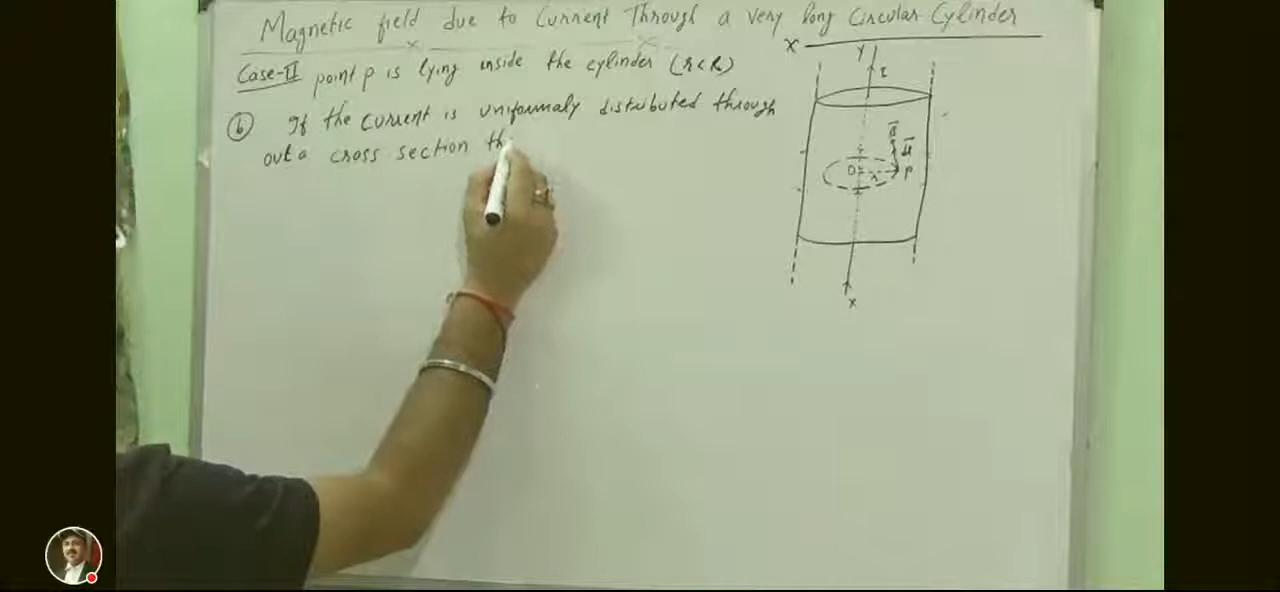 Magnetic field due to Current Through a Very long Circular Cylinder
Case-II point p is lying inside the cylinder (r<R)
(b) If the current is uniformaly distributed through
out a cross section th
Y
I
B
dl
O
r
P
X